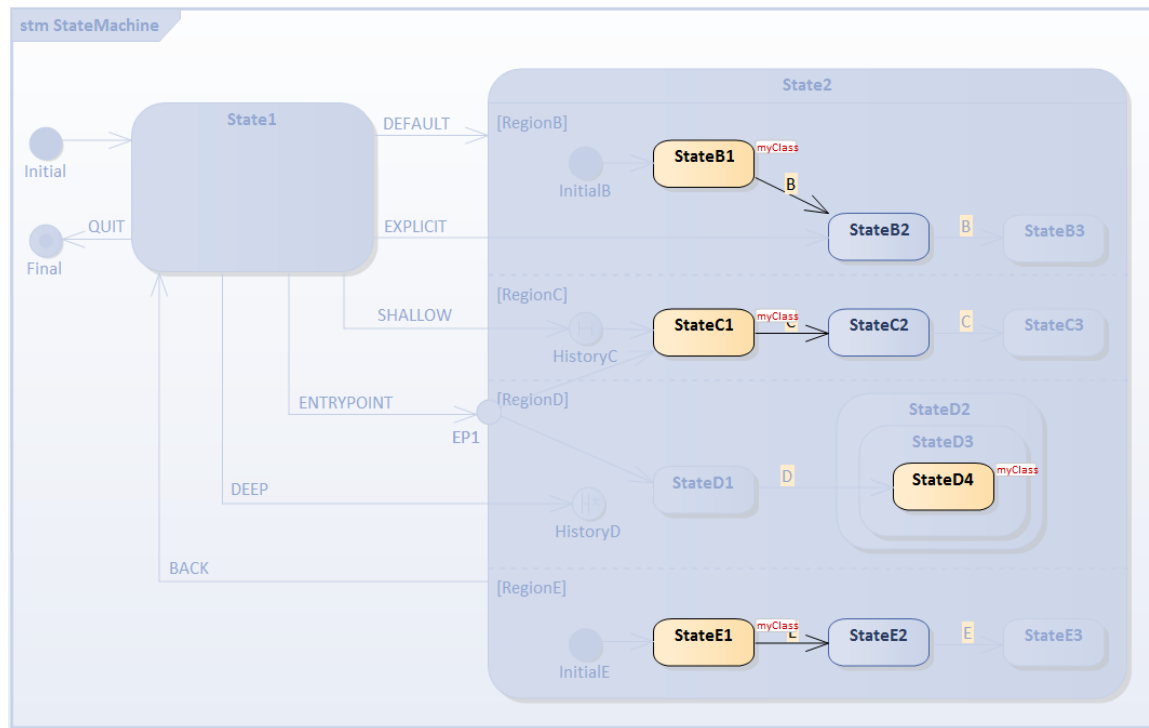 stm StateMachine
State2
State1
DEFAULT
[RegionB]
Initial
InitialB
StateB1
myClass
B
QUIT
EXPLICIT
StateB2
B
StateB3
Final
[RegionC]
SHALLOW
HistoryC
StateC1
myClass
StateC2
C
StateC3
ENTRYPOINT
EP1
[RegionD]
StateD2
StateD3
StateD4
myClass
StateD1
D
DEEP
HistoryD
BACK
[RegionE]
InitialE
StateE1
myClass
StateE2
E
StateE3